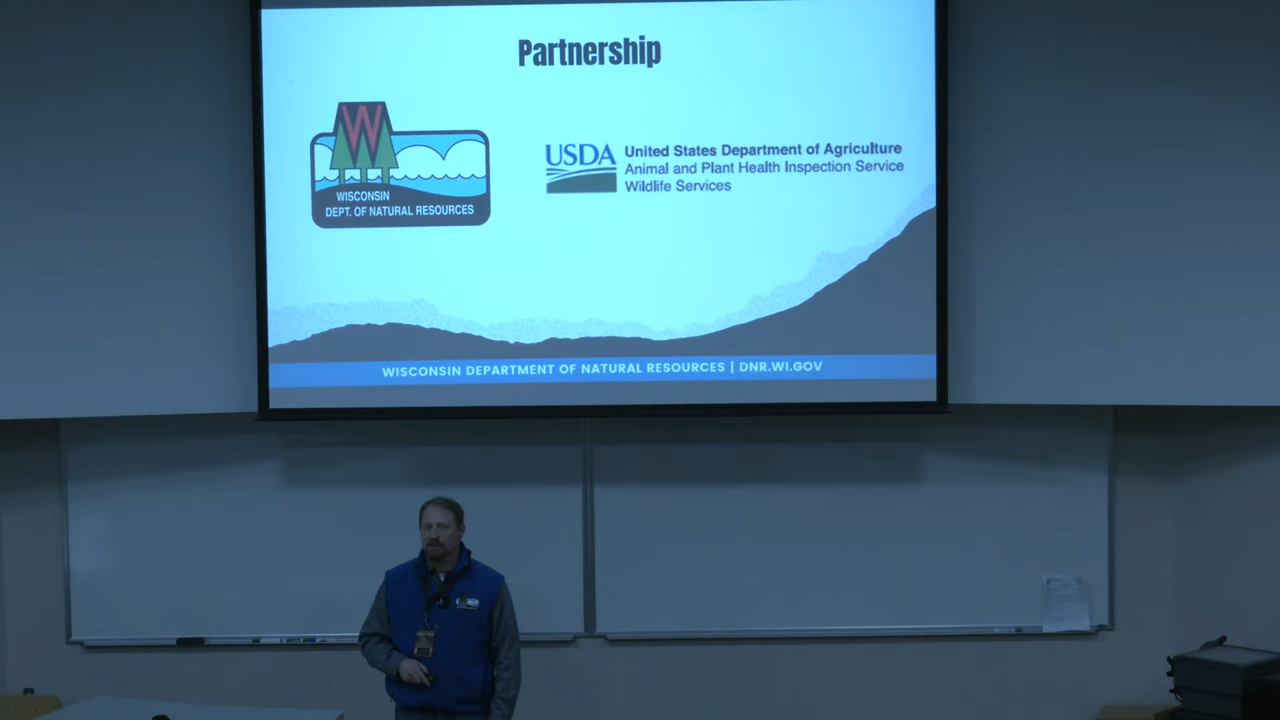 Partnership
W
WISCONSIN
DEPT. OF NATURAL RESOURCES
USDA
United States Department of Agriculture
Animal and Plant Health Inspection Service
Wildlife Services
WISCONSIN DEPARTMENT OF NATURAL RESOURCES | DNR.WI.GOV